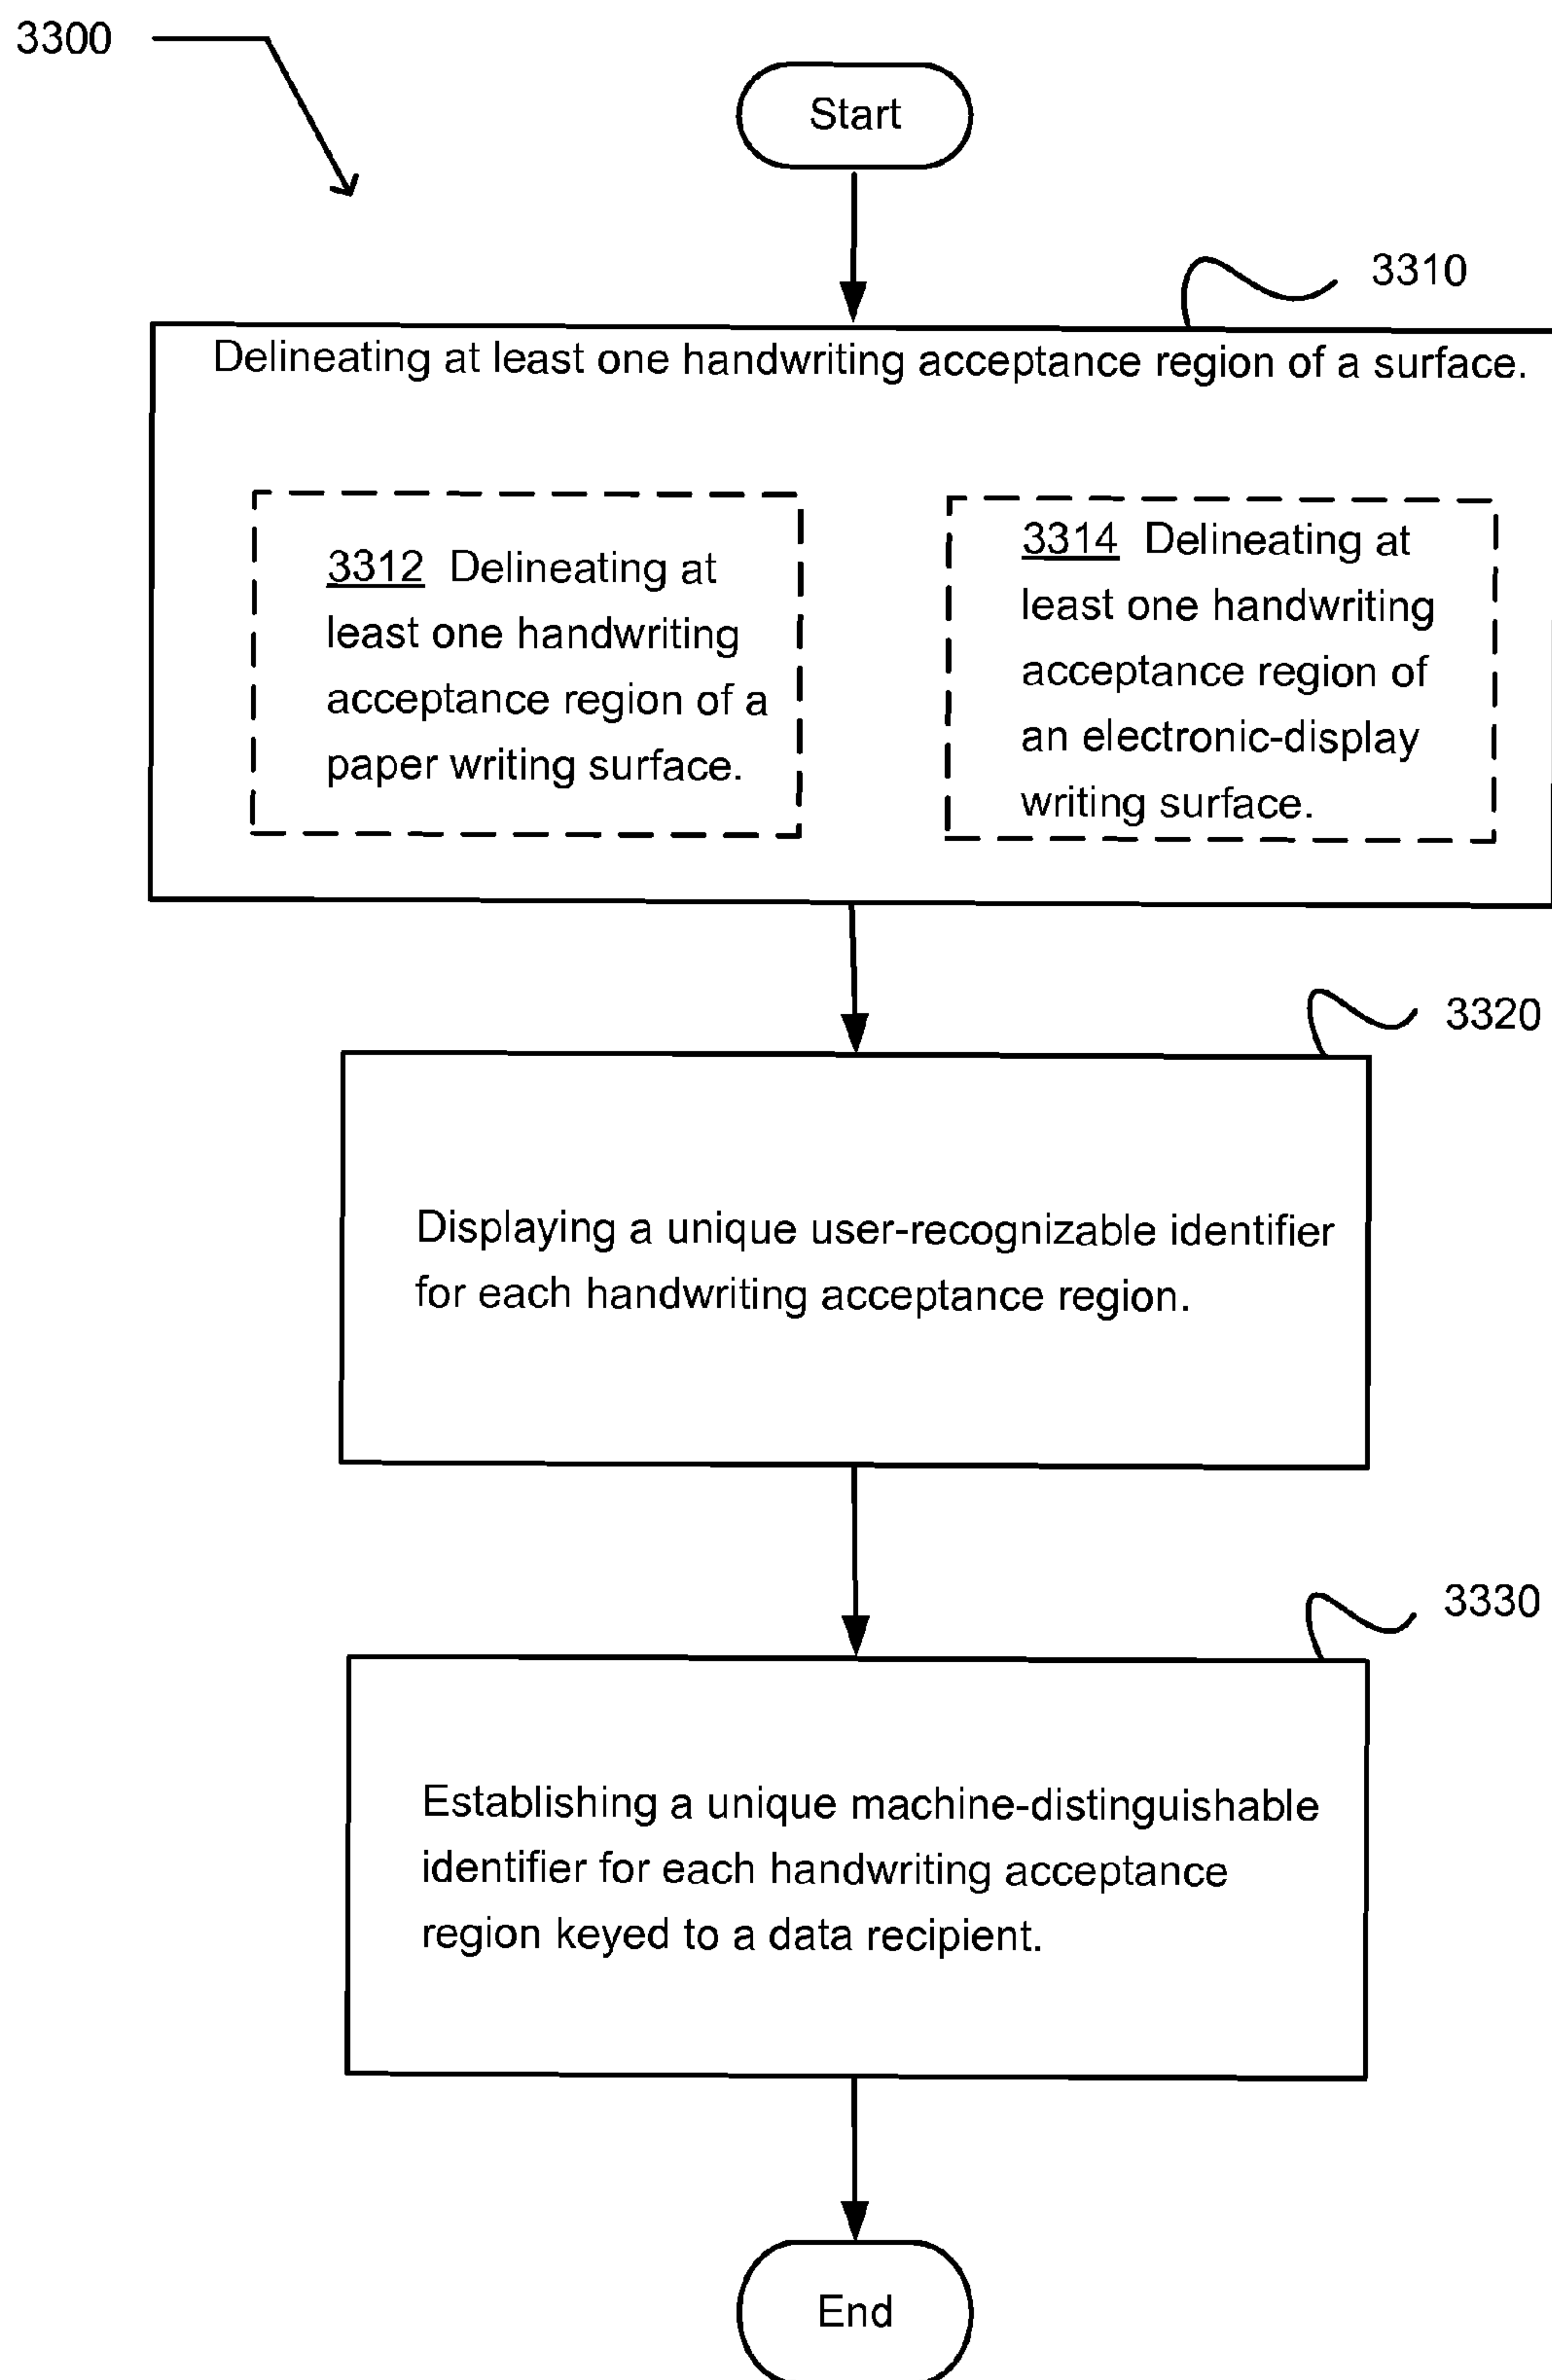 3300
Start
3310
Delineating at least one handwriting acceptance region of a surface.
3312 Delineating at
least one handwriting
acceptance region of a
paper writing surface.
3314 Delineating at
least one handwriting
acceptance region of
an electronic-display
writing surface.
3320
Displaying a unique user-recognizable identifier
for each handwriting acceptance region.
3330
Establishing a unique machine-distinguishable
identifier for each handwriting acceptance
region keyed to a data recipient.
End